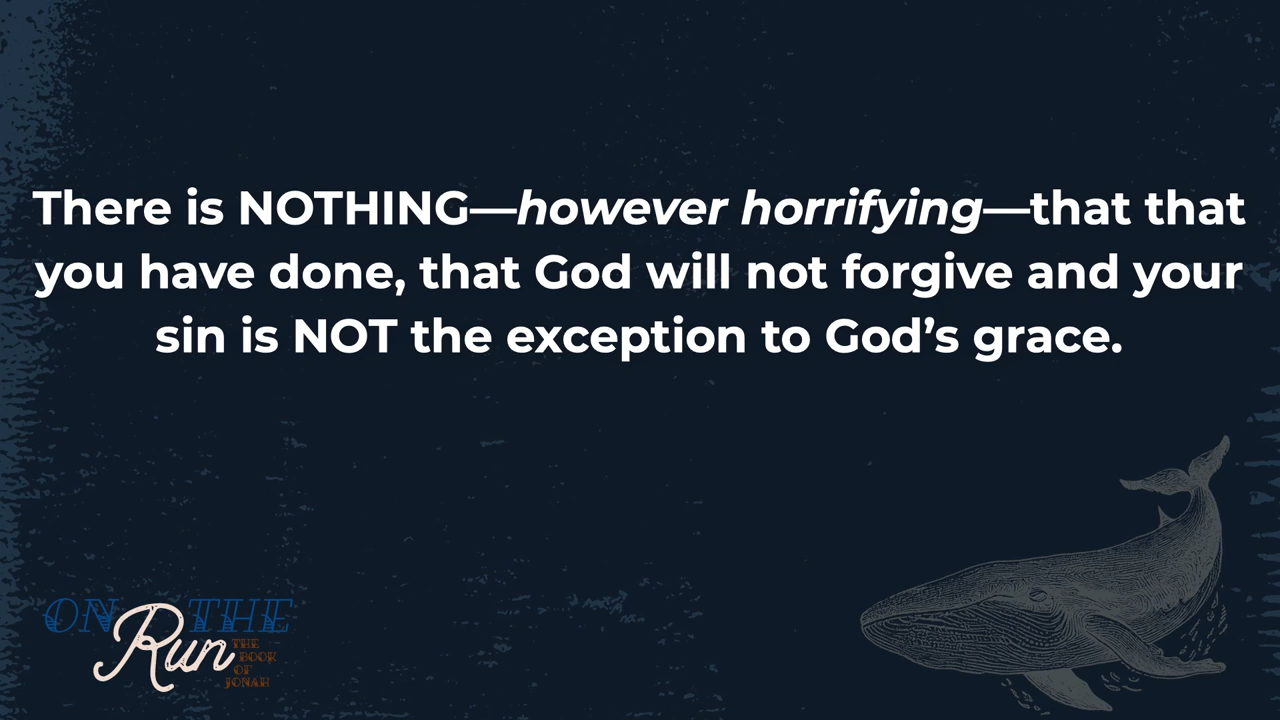 There is NOTHING—however horrifying—that that
you have done, that God will not forgive and your
sin is NOT the exception to God's grace.
ON THE
Run
THE
BOOK
OF
JONAH